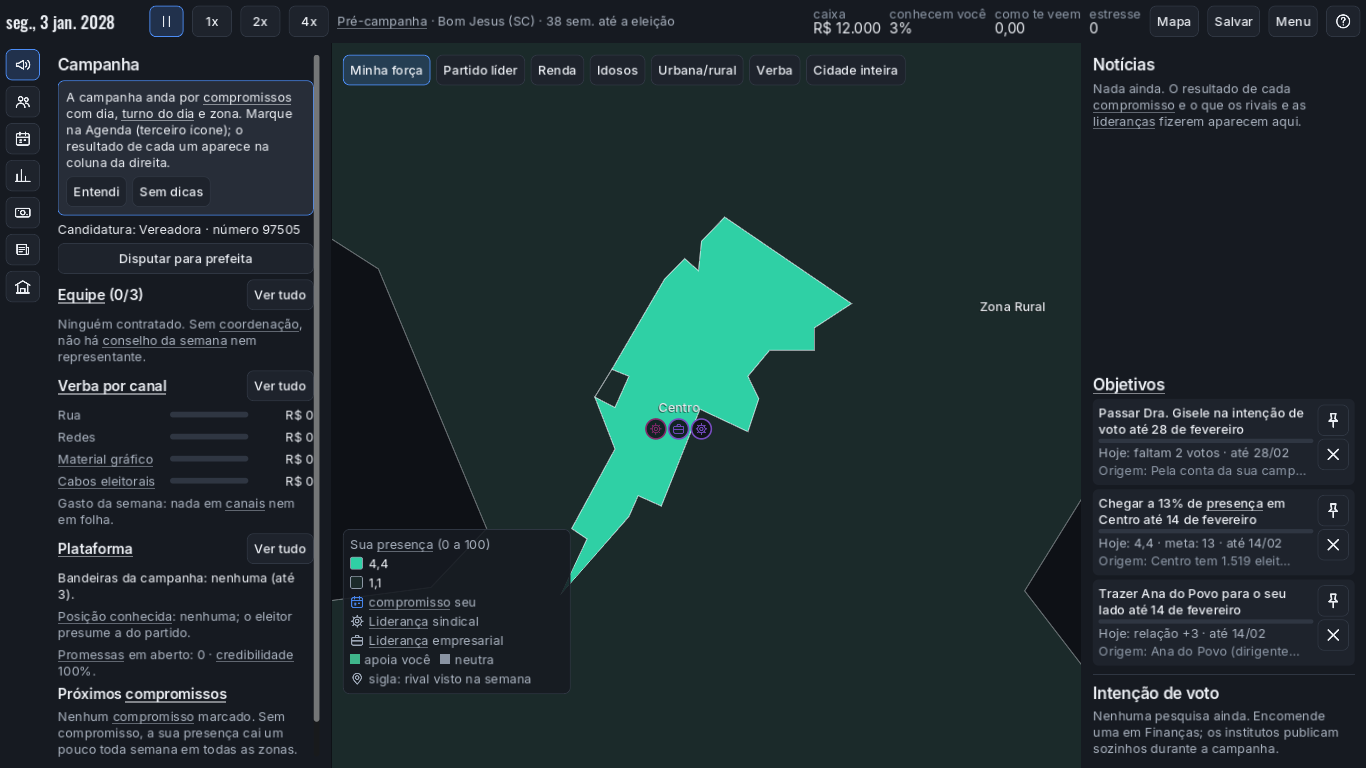 seg., 3 jan. 2028
1x
2x
4x
Pré-campanha · Bom Jesus (SC) · 38 sem. até a eleição
caixa
R$ 12.000
conhecem você
3%
como te veem
0,00
estresse
0
Mapa
Salvar
Menu
Campanha
A campanha anda por compromissos
com dia, turno do dia e zona. Marque
na Agenda (terceiro ícone); o
resultado de cada um aparece na
coluna da direita.
Entendi
Sem dicas
Candidatura: Vereadora · número 97505
Disputar para prefeita
Equipe (0/3)
Ver tudo
Ninguém contratado. Sem coordenação,
não há conselho da semana nem
representante.
Verba por canal
Ver tudo
Rua
R$ 0
Redes
R$ 0
Material gráfico
R$ 0
Cabos eleitorais
R$ 0
Gasto da semana: nada em canais nem
em folha.
Plataforma
Ver tudo
Bandeiras da campanha: nenhuma (até
3).
Posição conhecida: nenhuma; o eleitor
presume a do partido.
Promessas em aberto: 0 · credibilidade
100%.
Próximos compromissos
Nenhum compromisso marcado. Sem
compromisso, a sua presença cai um
pouco toda semana em todas as zonas.
Minha força
Partido líder
Renda
Idosos
Urbana/rural
Verba
Cidade inteira
Zona Rural
Centro
Sua presença (0 a 100)
4,4
1,1
compromisso seu
Liderança sindical
Liderança empresarial
apoia você
neutra
sigla: rival visto na semana
Notícias
Nada ainda. O resultado de cada
compromisso e o que os rivais e as
lideranças fizerem aparecem aqui.
Objetivos
Passar Dra. Gisele na intenção de
voto até 28 de fevereiro
Hoje: faltam 2 votos · até 28/02
Origem: Pela conta da sua camp...
Chegar a 13% de presença em
Centro até 14 de fevereiro
Hoje: 4,4 · meta: 13 · até 14/02
Origem: Centro tem 1.519 eleit...
Trazer Ana do Povo para o seu
lado até 14 de fevereiro
Hoje: relação +3 · até 14/02
Origem: Ana do Povo (dirigente...
Intenção de voto
Nenhuma pesquisa ainda. Encomende
uma em Finanças; os institutos publicam
sozinhos durante a campanha.